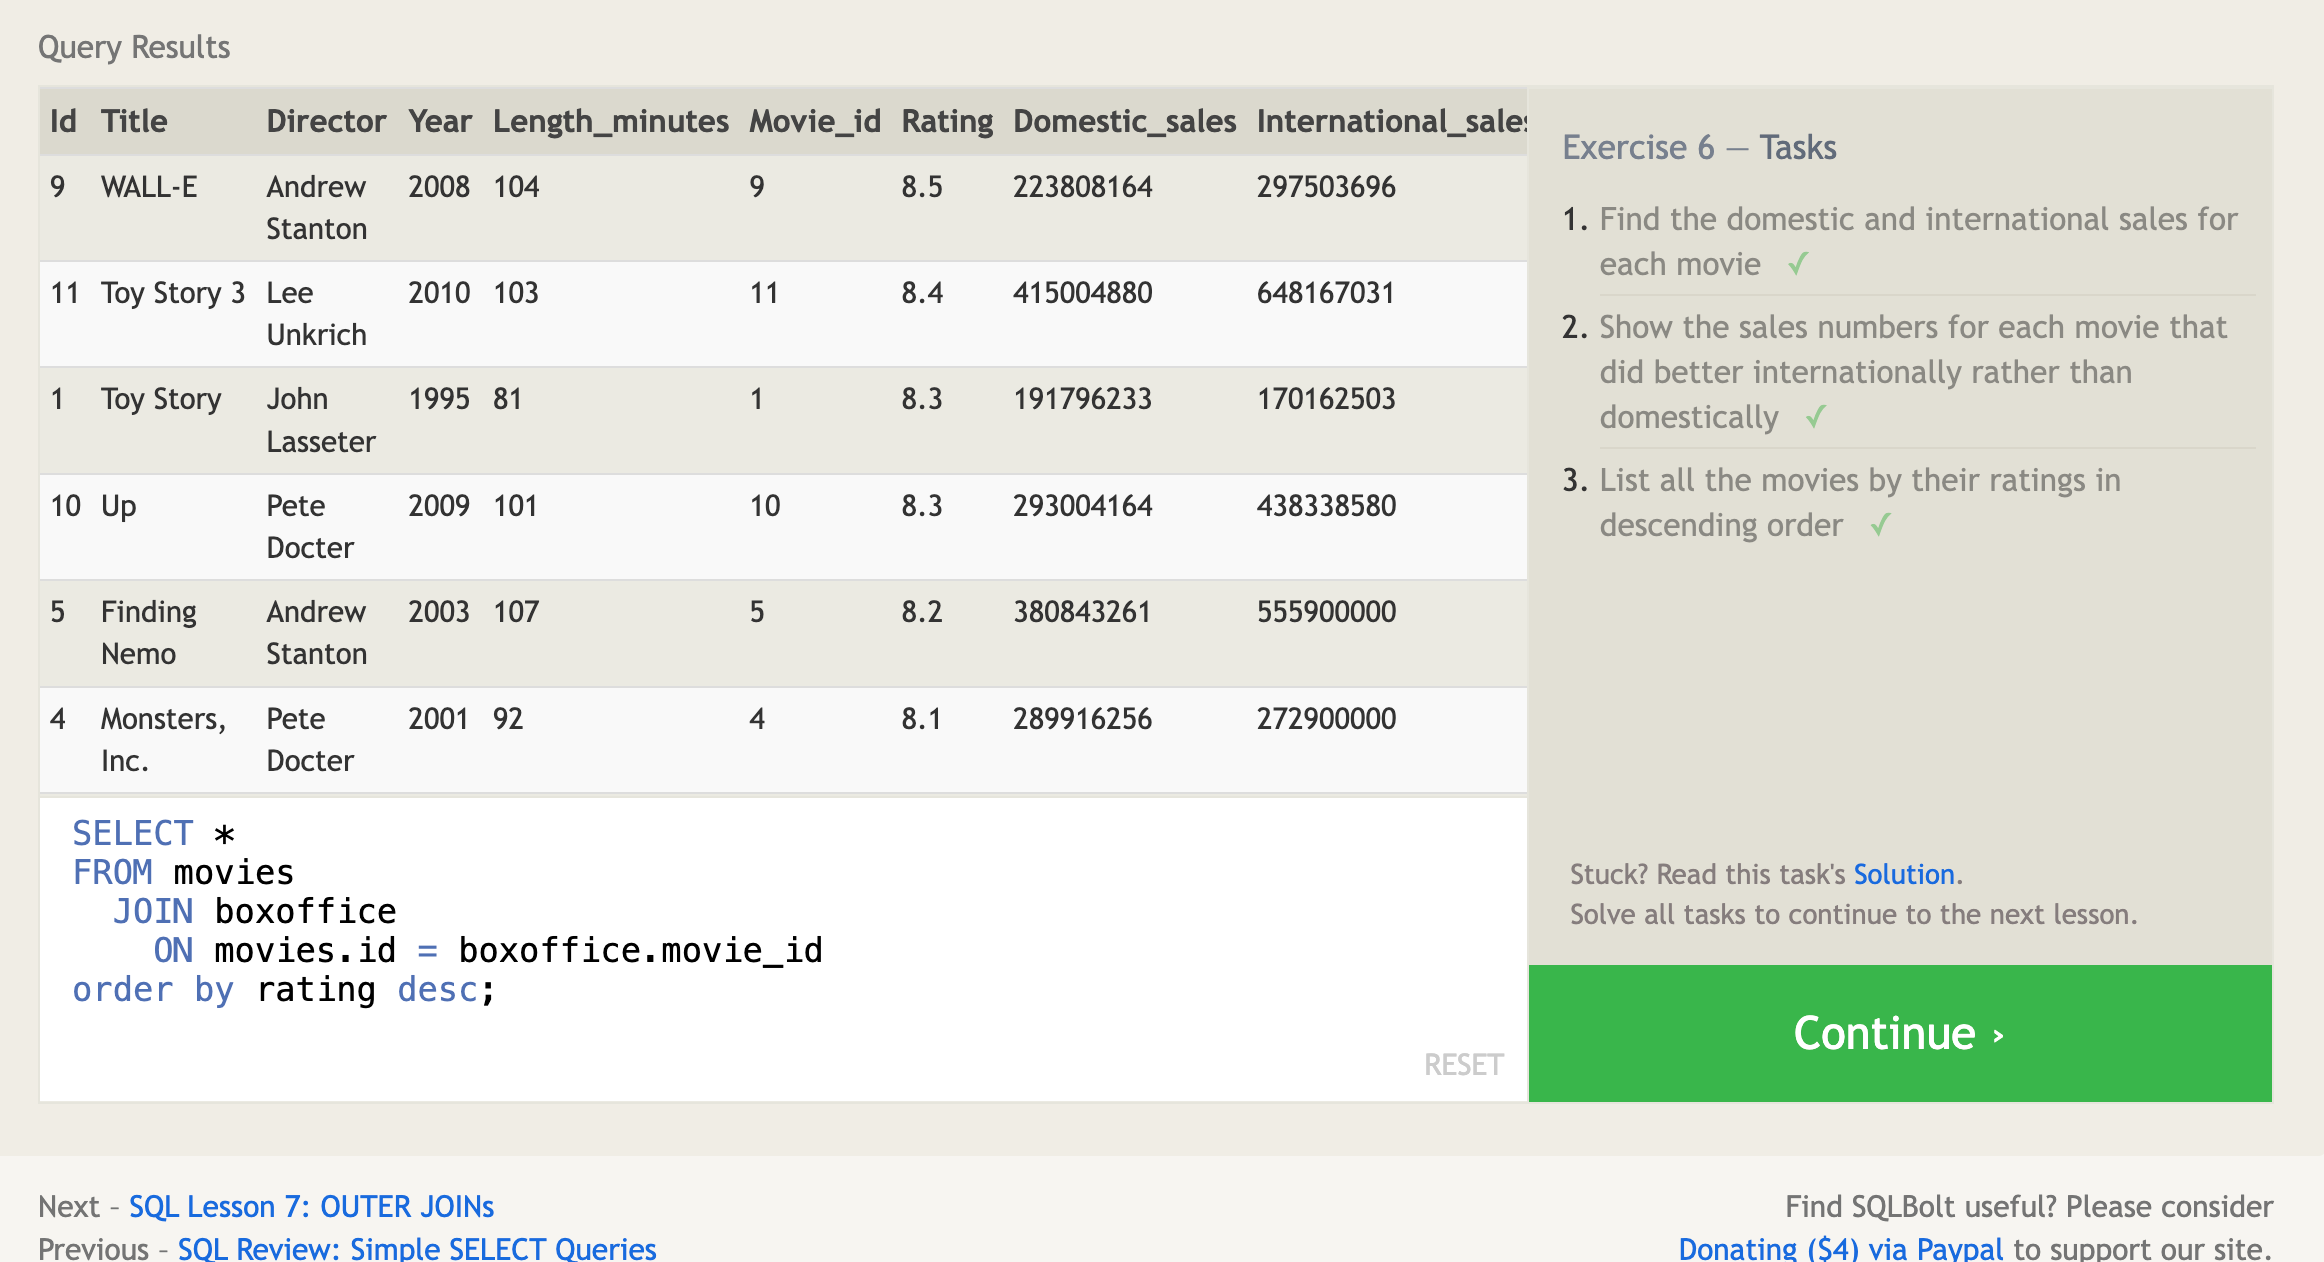 Query Results
Id Title Director Year Length_minutes Movie_id Rating Domestic_sales International_sales
9 WALL-E Andrew 2008 104 9 8.5 223808164 297503696
Stanton
11 Toy Story 3 Lee 2010 103 11 8.4 415004880 648167031
Unkrich
1 Toy Story John 1995 81 1 8.3 191796233 170162503
Lasseter
10 Up Pete 2009 101 10 8.3 293004164 438338580
Docter
5 Finding Andrew 2003 107 5 8.2 380843261 555900000
Nemo Stanton
4 Monsters, Pete 2001 92 4 8.1 289916256 272900000
Inc. Docter
SELECT *
FROM movies
JOIN boxoffice
ON movies.id = boxoffice.movie_id
order by rating desc;
RESET
Exercise 6 — Tasks
1. Find the domestic and international sales for
each movie ✓
2. Show the sales numbers for each movie that
did better internationally rather than
domestically ✓
3. List all the movies by their ratings in
descending order ✓
Stuck? Read this task's Solution.
Solve all tasks to continue to the next lesson.
Continue ›
Next – SQL Lesson 7: OUTER JOINs
Previous – SQL Review: Simple SELECT Queries
Find SQLBolt useful? Please consider
Donating ($4) via Paypal to support our site.